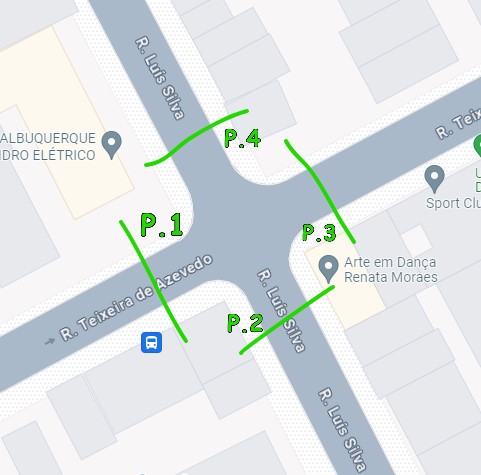 R. Luís Silva
ALBUQUERQUE
IDRO ELÉTRICO
P.4
R. Teix
Sport Clu
U
D
P.1
P.3
Arte em Dança
Renata Moraes
→ R. Teixeira de Azevedo
P.2
R. Luís Silva
R. Luís Silva